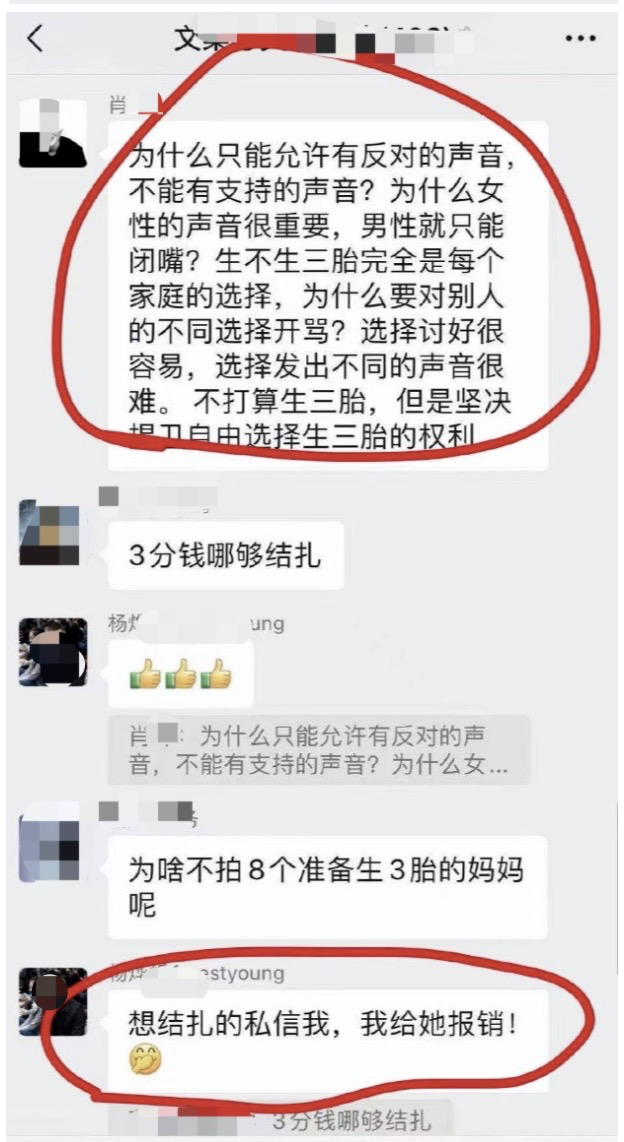 文案
肖
为什么只能允许有反对的声音，
不能有支持的声音？为什么女
性的声音很重要，男性就只能
闭嘴？生不生三胎完全是每个
家庭的选择，为什么要对别人
的不同选择开骂？选择讨好很
容易，选择发出不同的声音很
难。 不打算生三胎，但是坚决
捍卫自由选择生三胎的权利
3分钱哪够结扎
杨 ung
👍👍👍
肖 ：为什么只能允许有反对的声
音，不能有支持的声音？为什么女...
为啥不拍8个准备生3胎的妈妈
呢
杨 estyoung
想结扎的私信我，我给她报销！
🤭
：3分钱哪够结扎